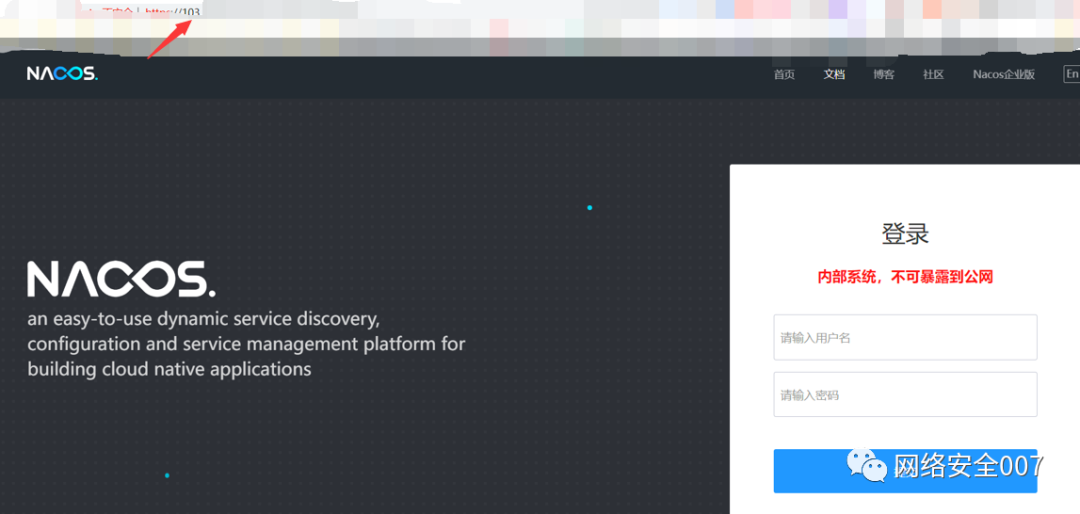 不安全 | https://103
NACOS.
首页 文档 博客 社区 Nacos企业版 En
NACOS.
an easy-to-use dynamic service discovery,
configuration and service management platform for
building cloud native applications
登录
内部系统，不可暴露到公网
请输入用户名
请输入密码
网络安全007